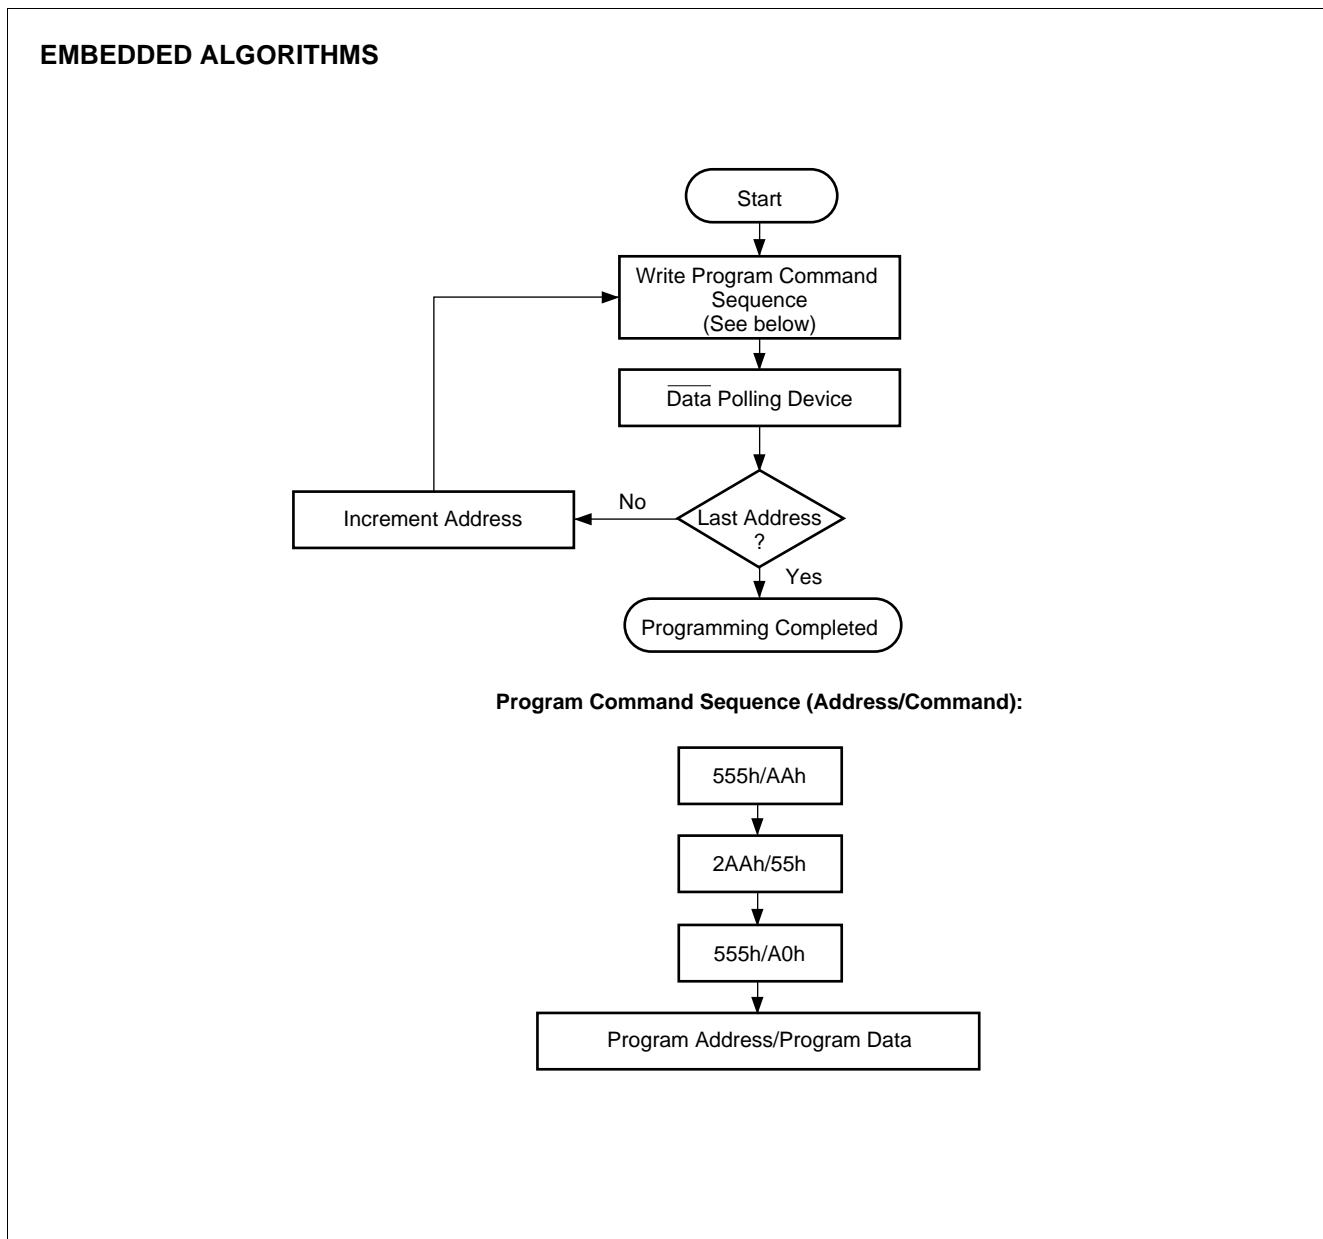 EMBEDDED ALGORITHMS
Start
Write Program Command
Sequence
(See below)
Data Polling Device
No
Increment Address
Last Address
?
Yes
Programming Completed
Program Command Sequence (Address/Command):
555h/AAh
2AAh/55h
555h/A0h
Program Address/Program Data